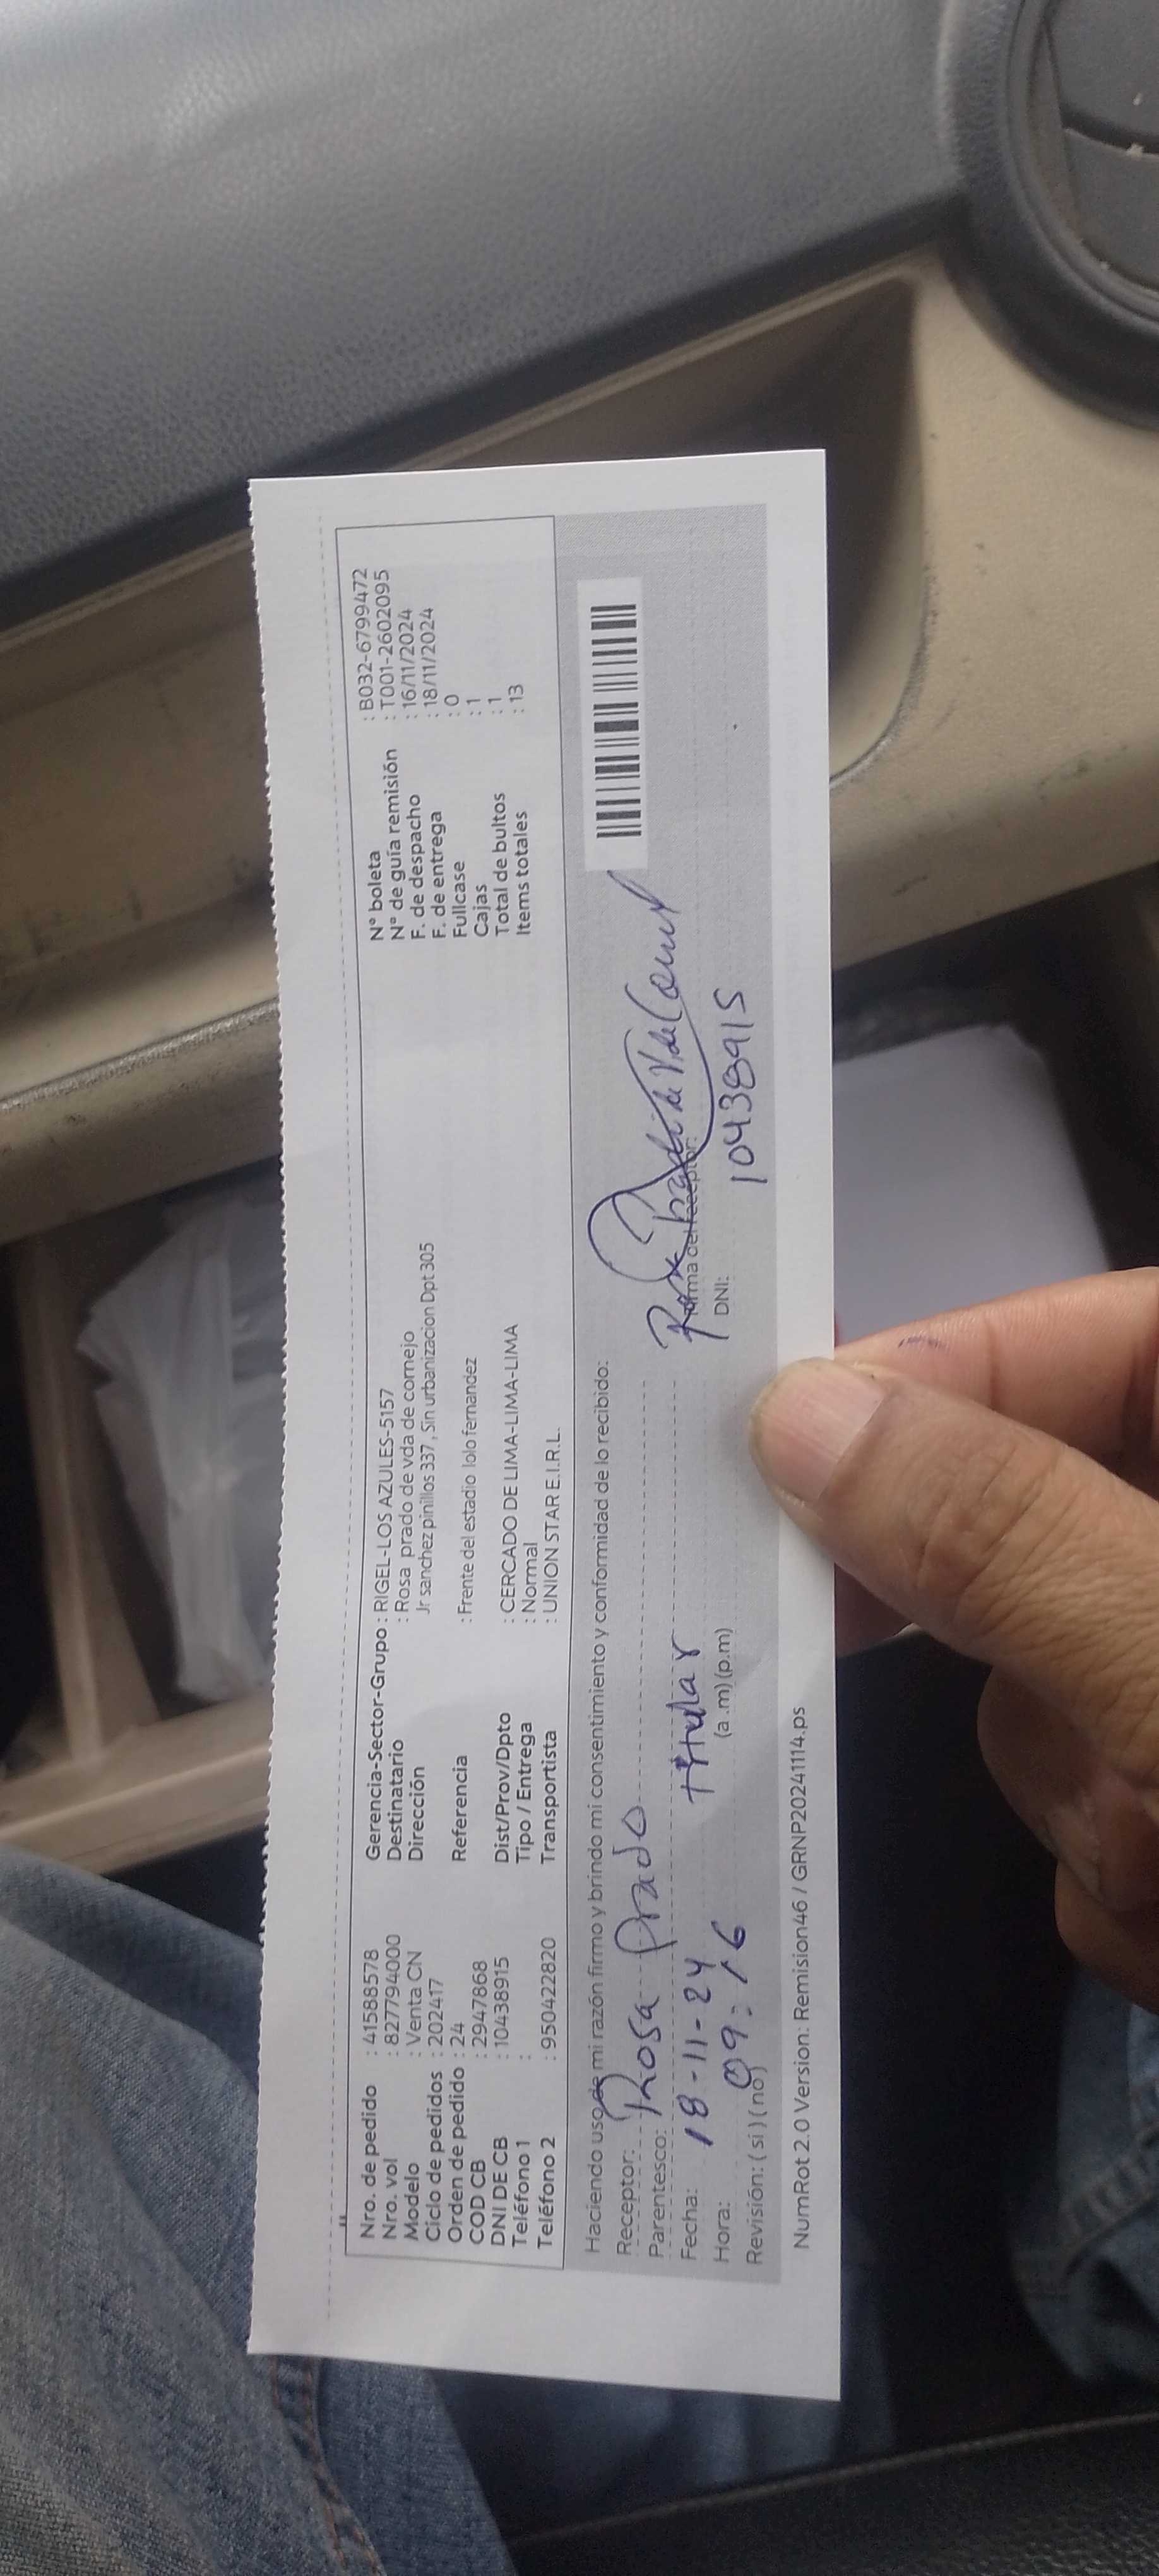 Nro. de pedido : 41588578
Nro. vol : 827794000
Modelo : Venta CN
Ciclo de pedidos : 202417
Orden de pedido : 24
COD CB : 2947868
DNI DE CB : 10438915
Teléfono 1 :
Teléfono 2 : 950422820
Gerencia-Sector-Grupo : RIGEL-LOS AZULES-5157
Destinatario : Rosa prado de vda de cornejo
Dirección Jr sanchez pinillos 337 , Sin urbanizacion Dpt 305
Referencia : Frente del estadio lolo fernandez
Dist/Prov/Dpto : CERCADO DE LIMA-LIMA-LIMA
Tipo / Entrega : Normal
Transportista : UNION STAR E.I.R.L.
N° boleta : B032-6799472
N° de guía remisión : T001-2602095
F. de despacho : 16/11/2024
F. de entrega : 18/11/2024
Fullcase : 0
Cajas : 1
Total de bultos : 1
Items totales : 13
Haciendo uso de mi razón firmo y brindo mi consentimiento y conformidad de lo recibido:
Receptor: Rosa Prado
Parentesco: Titular
Fecha: 18-11-24
Hora: 09:16 (a.m) (p.m)
Revisión: ( si ) ( no )
Rosa Prado de Vda de
Firma del receptor:
DNI: 10438915
NumRot 2.0 Version: Remision46 / GRNP20241114.ps